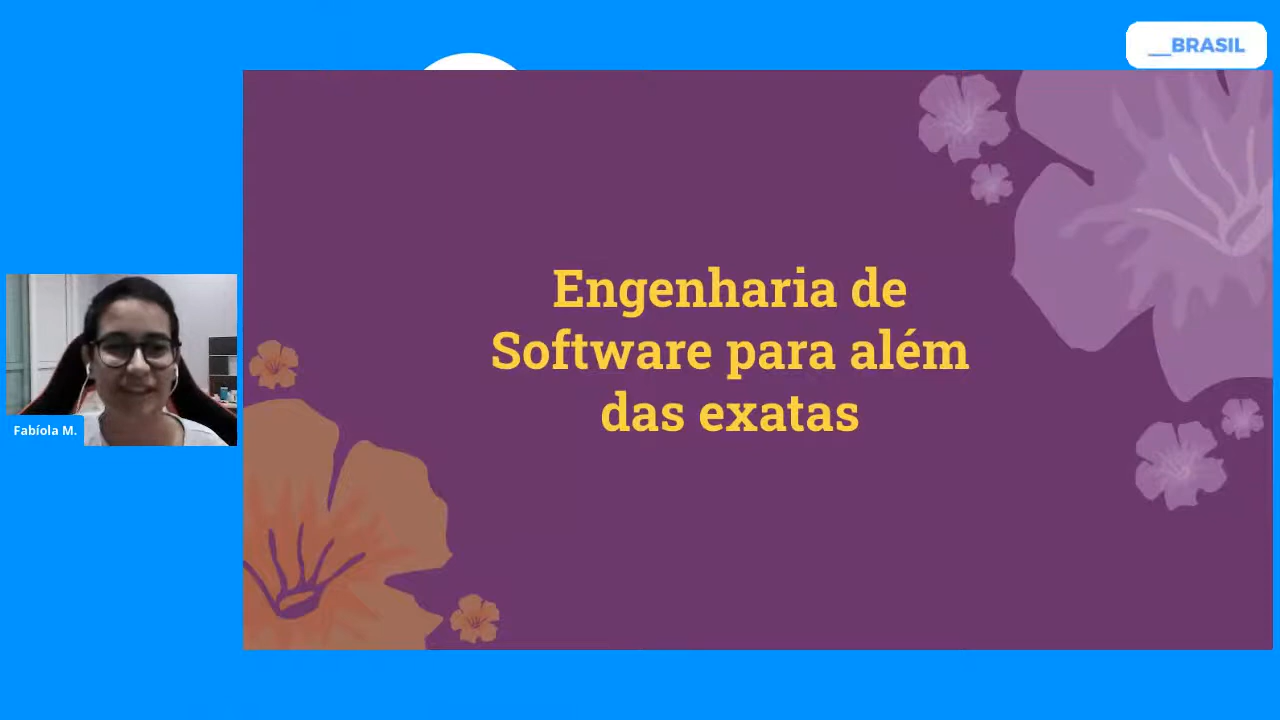 __BRASIL
Engenharia de
Software para além
das exatas
Fabíola M.